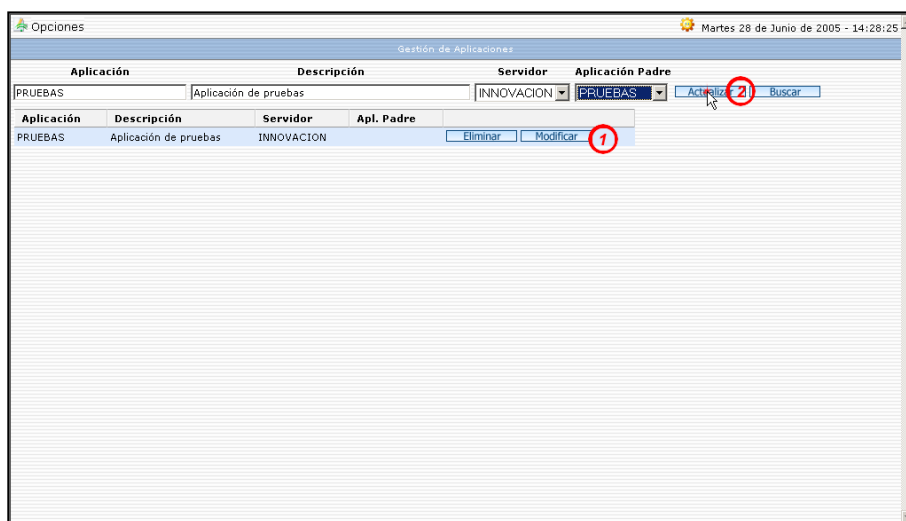 Opciones Martes 28 de Junio de 2005 - 14:28:25
Gestión de Aplicaciones
Aplicación Descripción Servidor Aplicación Padre
PRUEBAS Aplicación de pruebas INNOVACION PRUEBAS Actualizar 2 Buscar
Aplicación Descripción Servidor Apl. Padre
PRUEBAS Aplicación de pruebas INNOVACION Eliminar Modificar 1